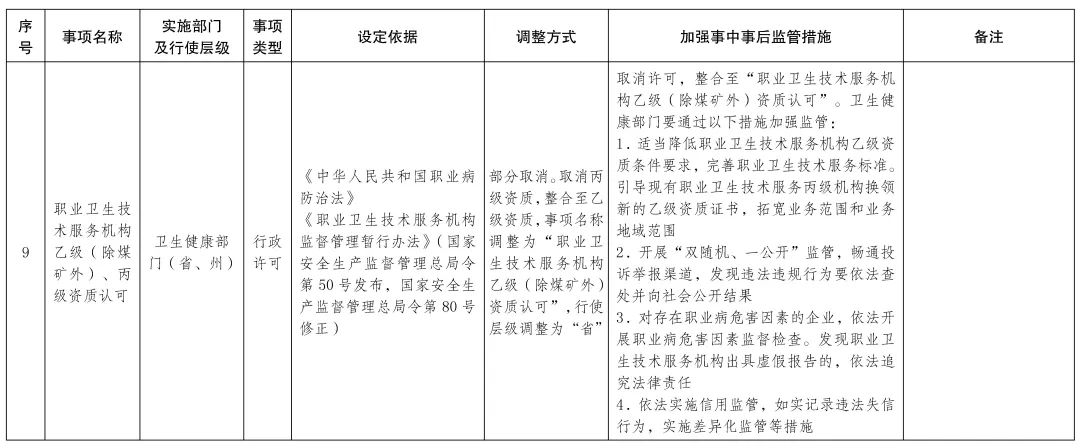 序号
事项名称
实施部门
及行使层级
事项
类型
设定依据
调整方式
加强事中事后监管措施
备注
9
职业卫生技
术服务机构
乙级（除煤
矿外）、丙
级资质认可
卫生健康部
门（省、州）
行政
许可
《中华人民共和国职业病
防治法》
《职业卫生技术服务机构
监督管理暂行办法》（国家
安全生产监督管理总局令
第 50 号发布，国家安全生
产监督管理总局令第 80 号
修正）
部分取消。取消丙
级资质，整合至乙
级资质，事项名称
调整为“职业卫
生技术服务机构
乙级（除煤矿外）
资质认可”，行使
层级调整为“省”
取消许可，整合至“职业卫生技术服务机
构乙级（除煤矿外）资质认可”。卫生健
康部门要通过以下措施加强监管：
1．适当降低职业卫生技术服务机构乙级资
质条件要求，完善职业卫生技术服务标准。
引导现有职业卫生技术服务丙级机构换领
新的乙级资质证书，拓宽业务范围和业务
地域范围
2．开展“双随机、一公开”监管，畅通投
诉举报渠道，发现违法违规行为要依法查
处并向社会公开结果
3．对存在职业病危害因素的企业，依法开
展职业病危害因素监督检查。发现职业卫
生技术服务机构出具虚假报告的，依法追
究法律责任
4．依法实施信用监管，如实记录违法失信
行为，实施差异化监管等措施